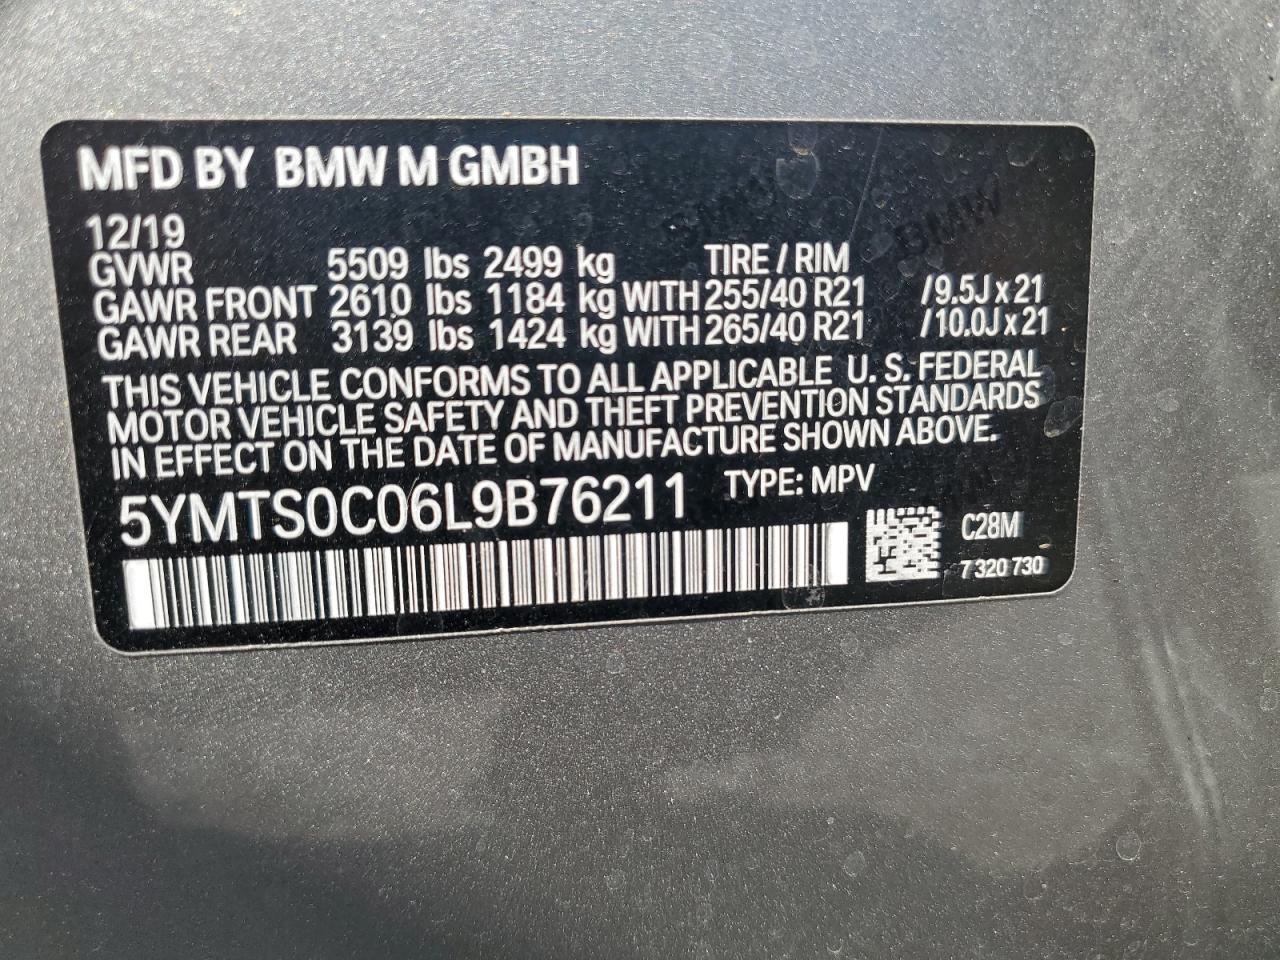 MFD BY BMW M GMBH
12/19
GVWR 5509 lbs 2499 kg TIRE / RIM
GAWR FRONT 2610 lbs 1184 kg WITH 255/40 R21 /9.5J x 21
GAWR REAR 3139 lbs 1424 kg WITH 265/40 R21 /10.0J x 21
THIS VEHICLE CONFORMS TO ALL APPLICABLE U. S. FEDERAL
MOTOR VEHICLE SAFETY AND THEFT PREVENTION STANDARDS
IN EFFECT ON THE DATE OF MANUFACTURE SHOWN ABOVE.
5YMTS0C06L9B76211 TYPE: MPV
C28M
7 320 730
BMW
BMW